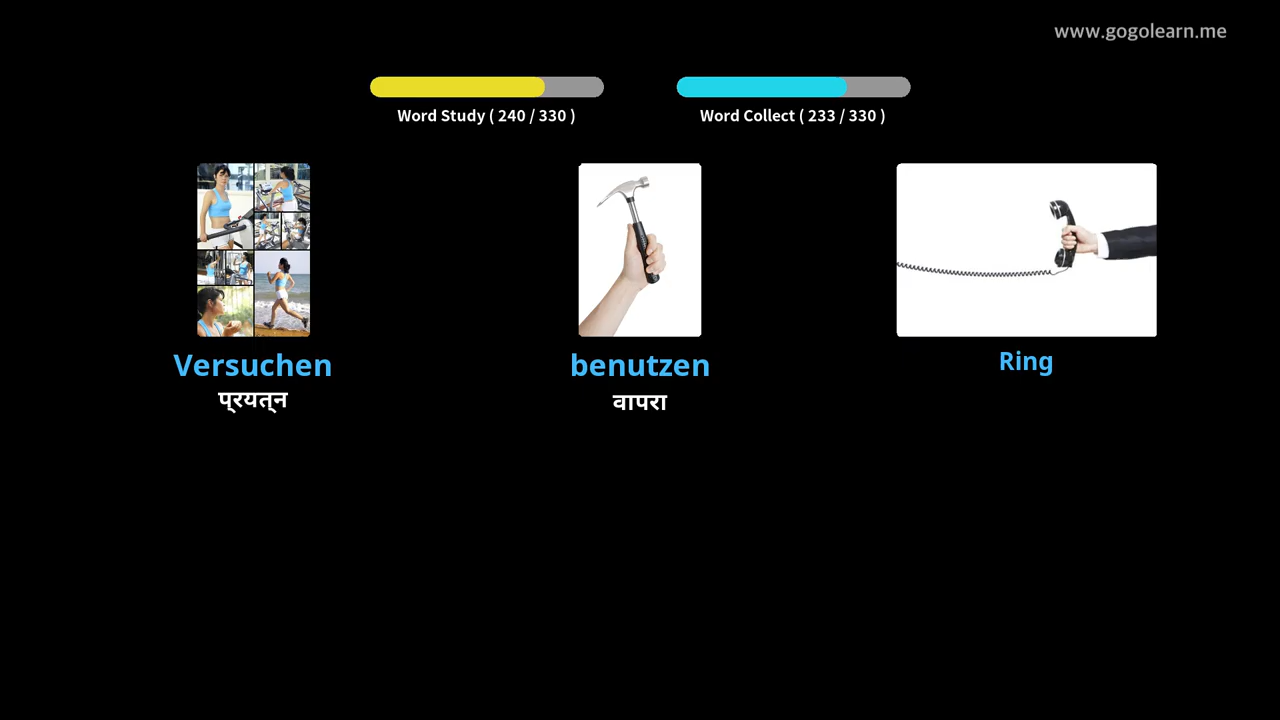 www.gogolearn.me
Word Study ( 240 / 330 )
Word Collect ( 233 / 330 )
Versuchen
प्रयत्न
benutzen
वापरा
Ring